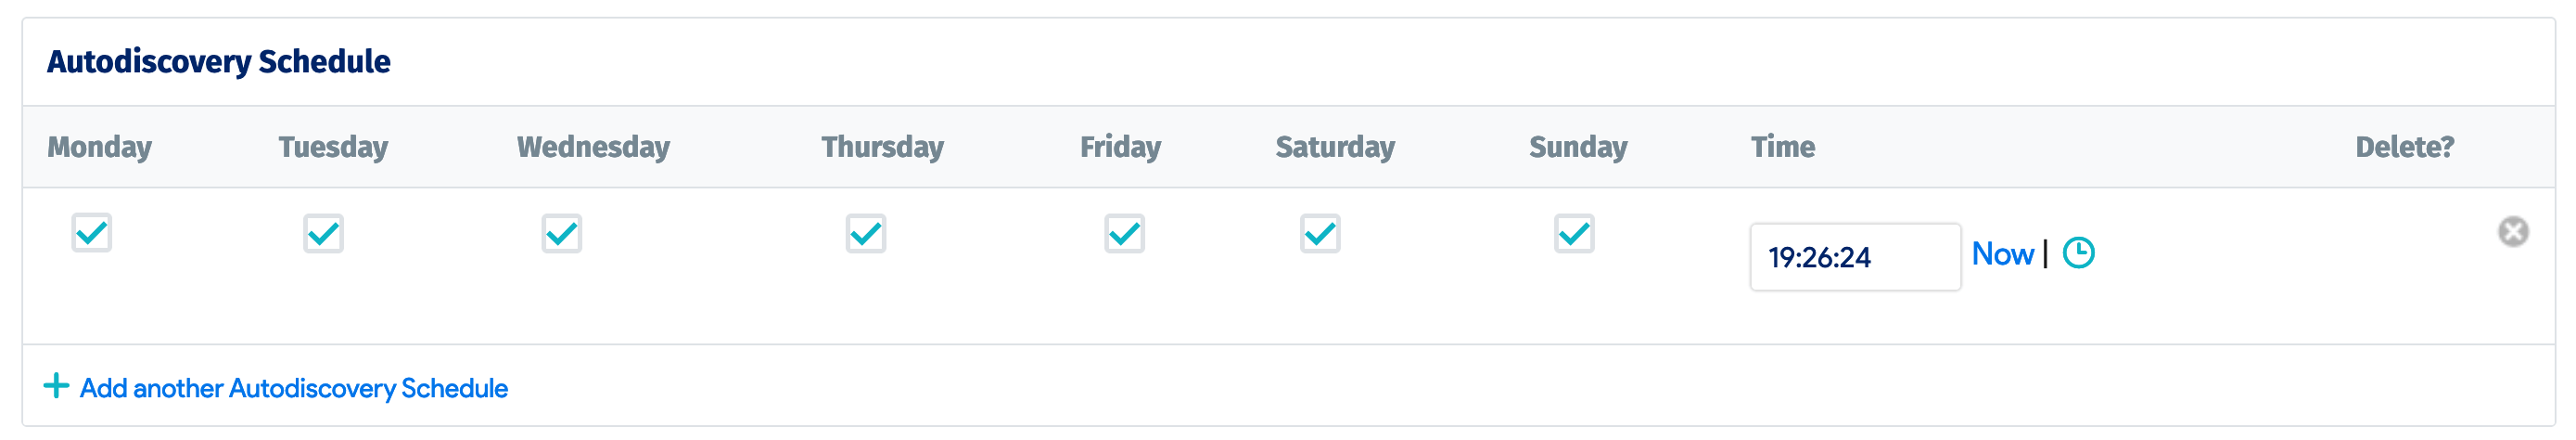 Autodiscovery Schedule
Monday Tuesday Wednesday Thursday Friday Saturday Sunday Time Delete?
19:26:24 Now |
Add another Autodiscovery Schedule